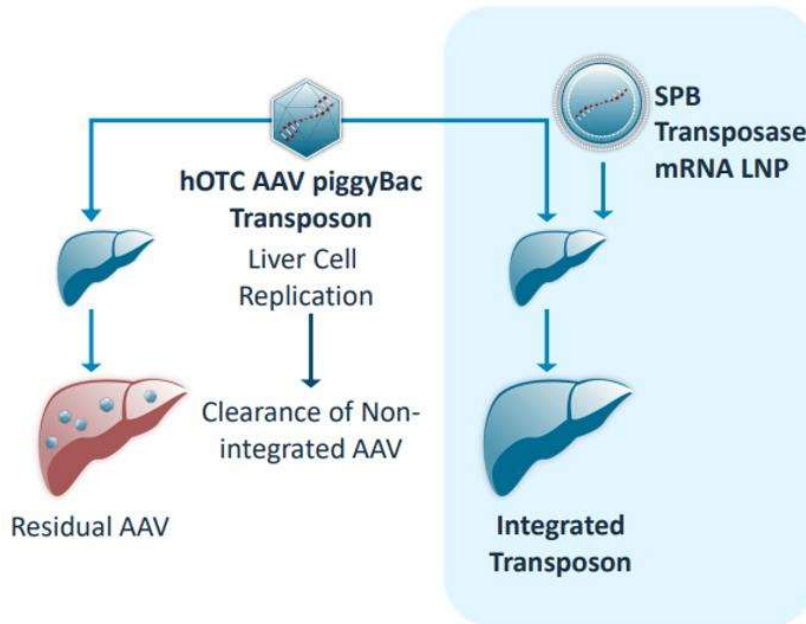 SPB
Transposase
mRNA LNP
hOTC AAV piggyBac
Transposon
Liver Cell
Replication
Clearance of Non-
integrated AAV
Residual AAV
Integrated
Transposon